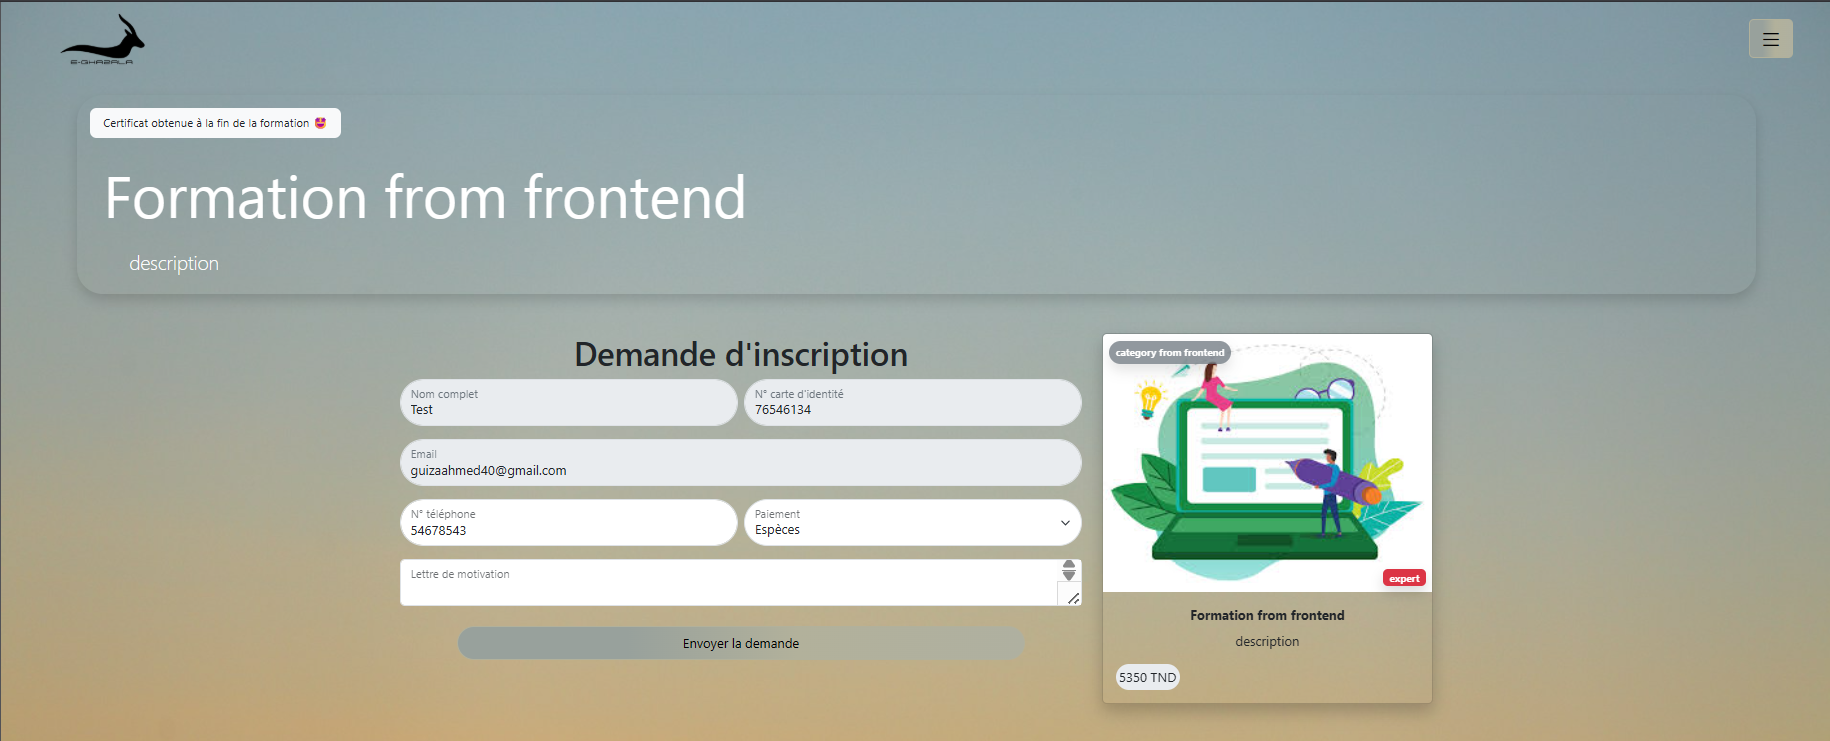 E-GHAZALA
Certificat obtenue à la fin de la formation 🤩
Formation from frontend
description
Demande d'inscription
Nom complet
Test
N° carte d'identité
76546134
Email
guizaahmed40@gmail.com
N° téléphone
54678543
Paiement
Espèces
Lettre de motivation
Envoyer la demande
category from frontend
expert
Formation from frontend
description
5350 TND